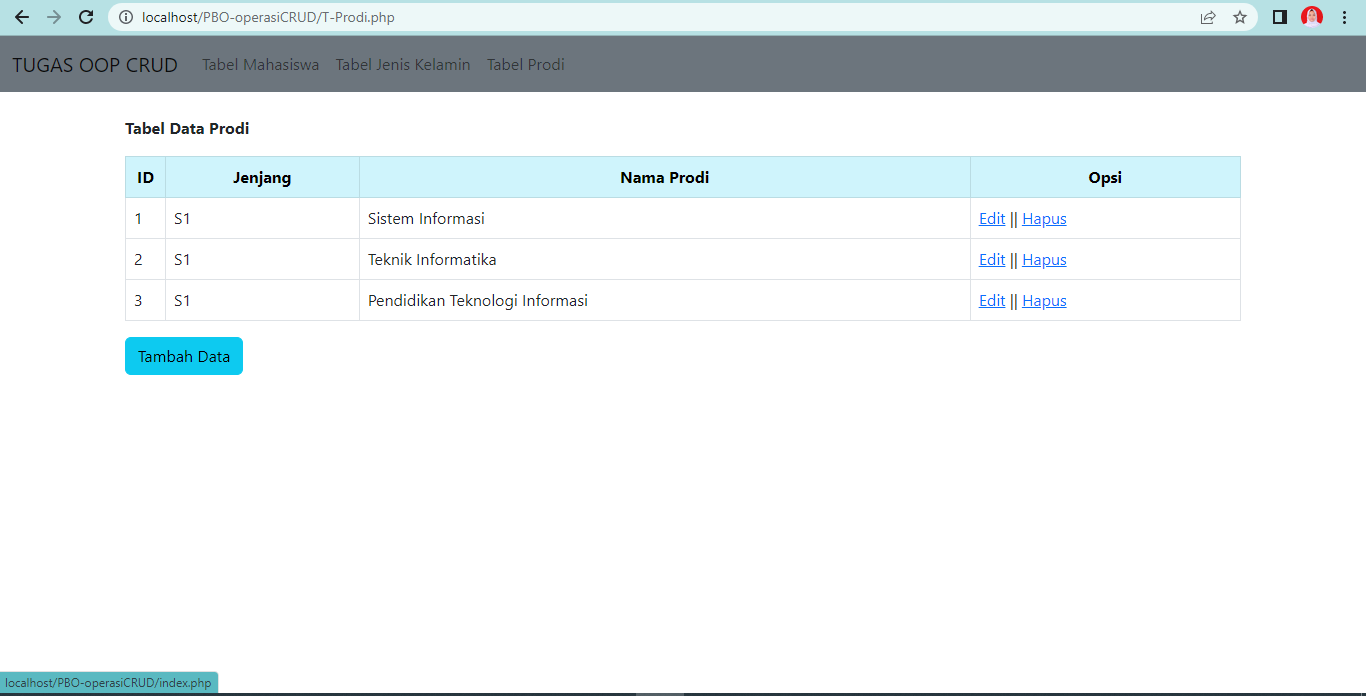 localhost/PBO-operasiCRUD/T-Prodi.php
TUGAS OOP CRUD Tabel Mahasiswa Tabel Jenis Kelamin Tabel Prodi
Tabel Data Prodi
ID Jenjang Nama Prodi Opsi
1 S1 Sistem Informasi Edit || Hapus
2 S1 Teknik Informatika Edit || Hapus
3 S1 Pendidikan Teknologi Informasi Edit || Hapus
Tambah Data
localhost/PBO-operasiCRUD/index.php